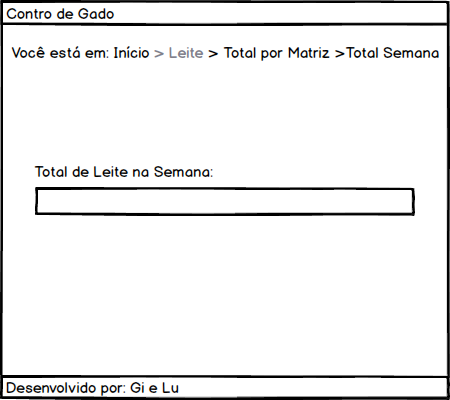 Contro de Gado
Você está em: Início > Leite > Total por Matriz >Total Semana
Total de Leite na Semana:
Desenvolvido por: Gi e Lu